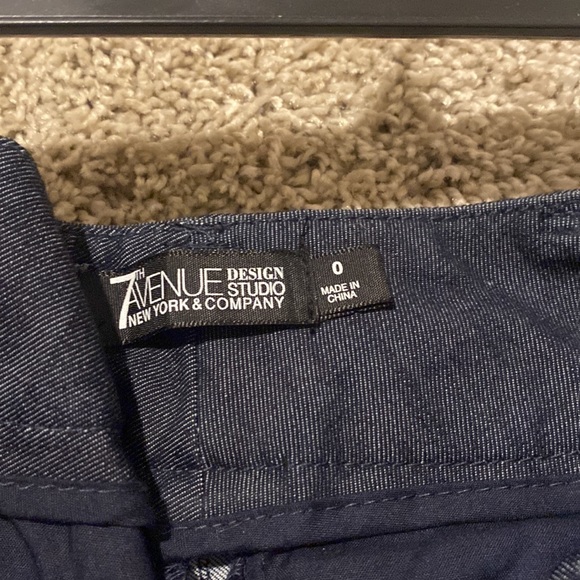 7TH AVENUE DESIGN STUDIO
NEW YORK & COMPANY
0
MADE IN
CHINA